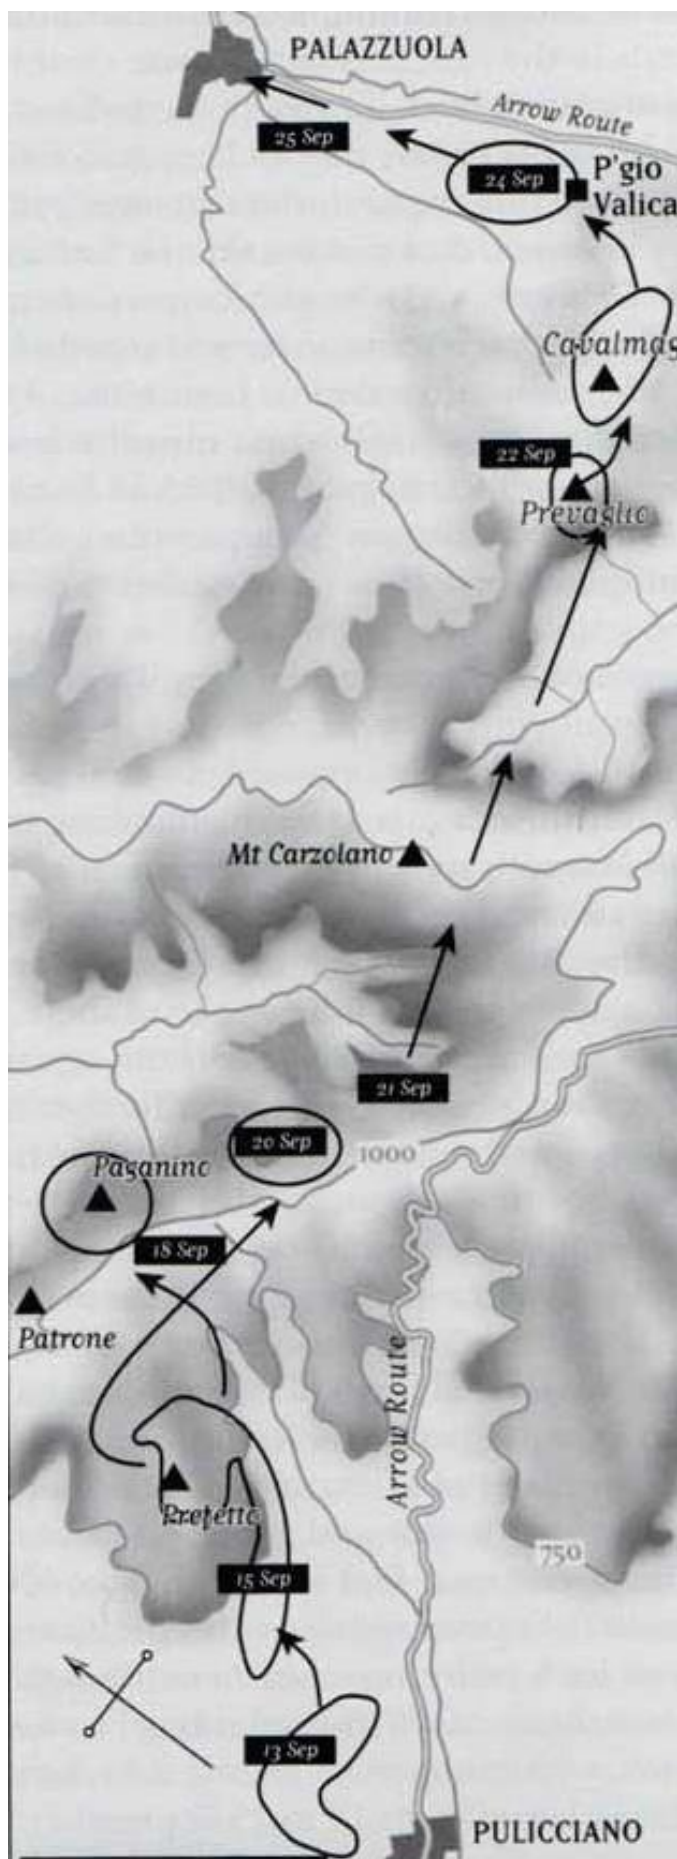 PALAZZUOLA
Arrow Route
25 Sep
24 Sep
P'gio
Valica
Cavalmag
22 Sep
Prevaglio
Mt Carzolano
21 Sep
20 Sep
1000
Paganino
18 Sep
Patrone
Arrow Route
Prefetto
750
15 Sep
13 Sep
PULICCIANO